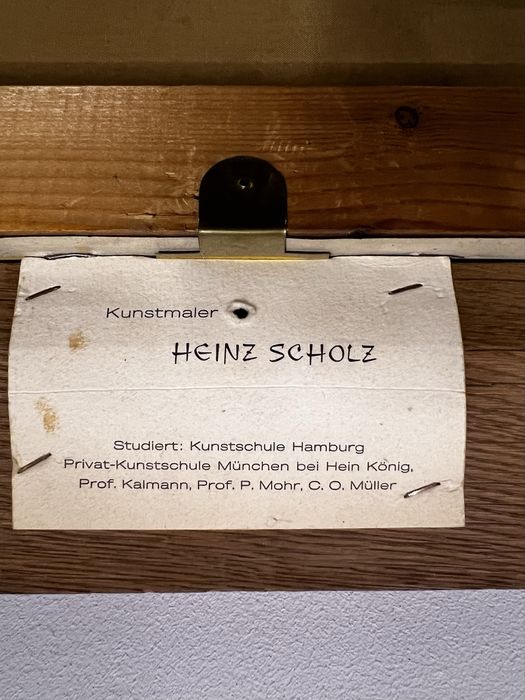 Kunstmaler
HEINZ SCHOLZ
Studiert: Kunstschule Hamburg
Privat-Kunstschule München bei Hein König,
Prof. Kalmann, Prof. P. Mohr, C. O. Müller